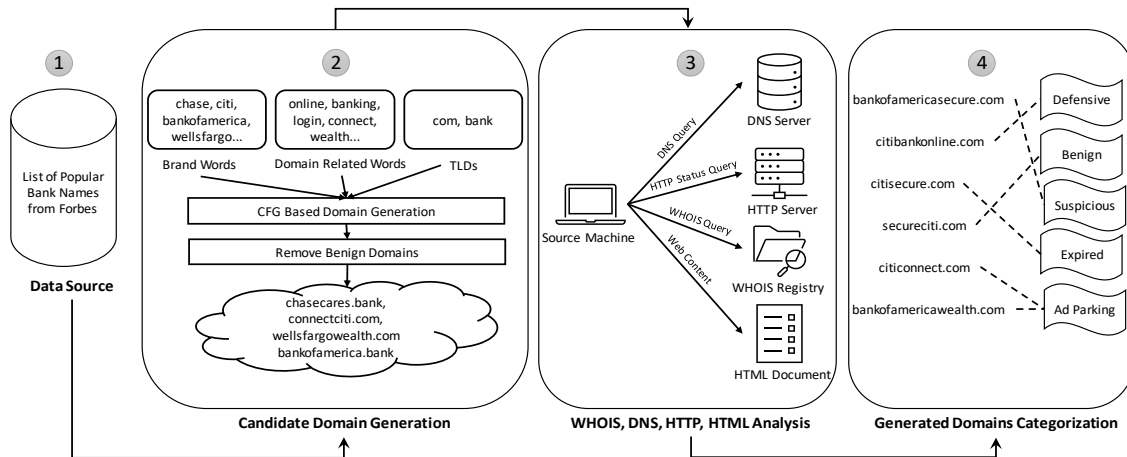 1
List of Popular
Bank Names
from Forbes
Data Source
2
chase, citi,
bankofamerica,
wellsfargo...
Brand Words
online, banking,
login, connect,
wealth...
Domain Related Words
com, bank
TLDs
CFG Based Domain Generation
Remove Benign Domains
chasecares.bank,
connectciti.com,
wellsfargowealth.com
bankofamerica.bank
Candidate Domain Generation
3
Source Machine
DNS Query
HTTP Status Query
WHOIS Query
Web Content
DNS Server
HTTP Server
WHOIS Registry
HTML Document
WHOIS, DNS, HTTP, HTML Analysis
4
bankofamericasecure.com
citibankonline.com
citisecure.com
secureciti.com
citiconnect.com
bankofamericawealth.com
Defensive
Benign
Suspicious
Expired
Ad Parking
Generated Domains Categorization